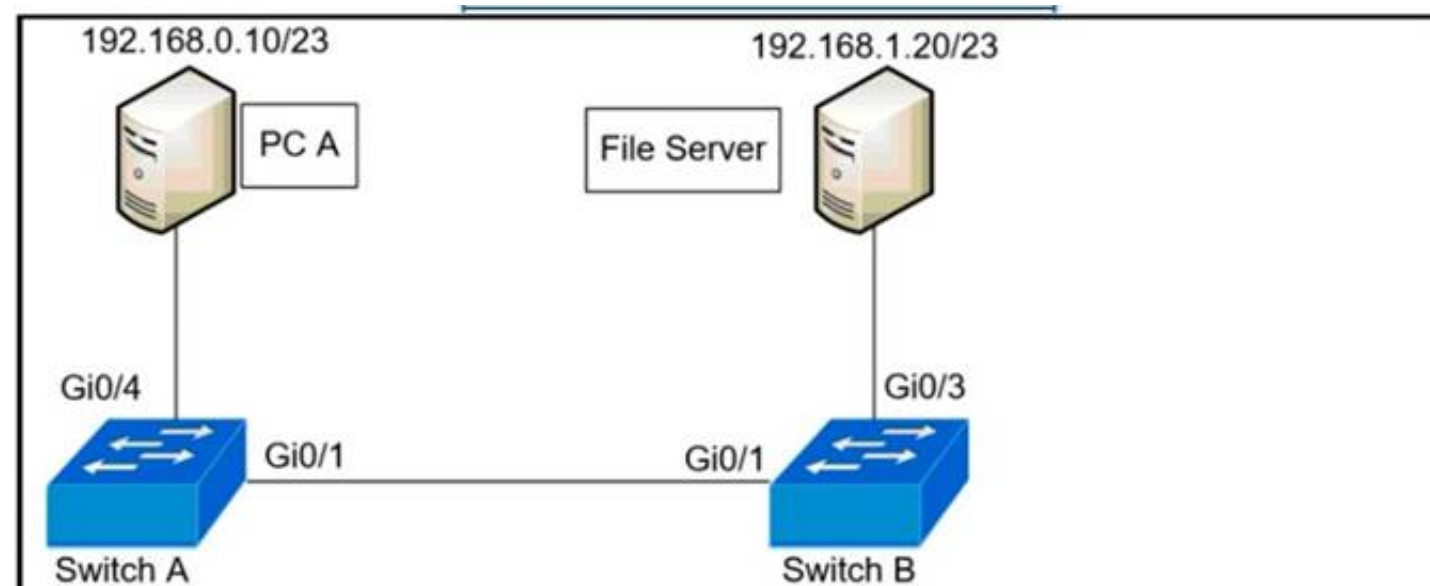 192.168.0.10/23
192.168.1.20/23
PC A
File Server
Gi0/4
Gi0/3
Gi0/1
Gi0/1
Switch A
Switch B